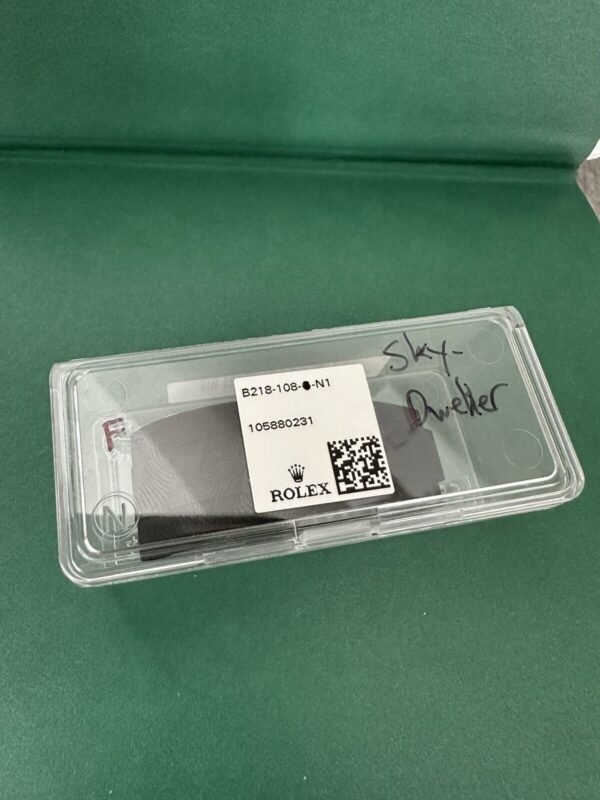 B218-108-●-N1
105880231
ROLEX
Sky-
Dweller
F
N